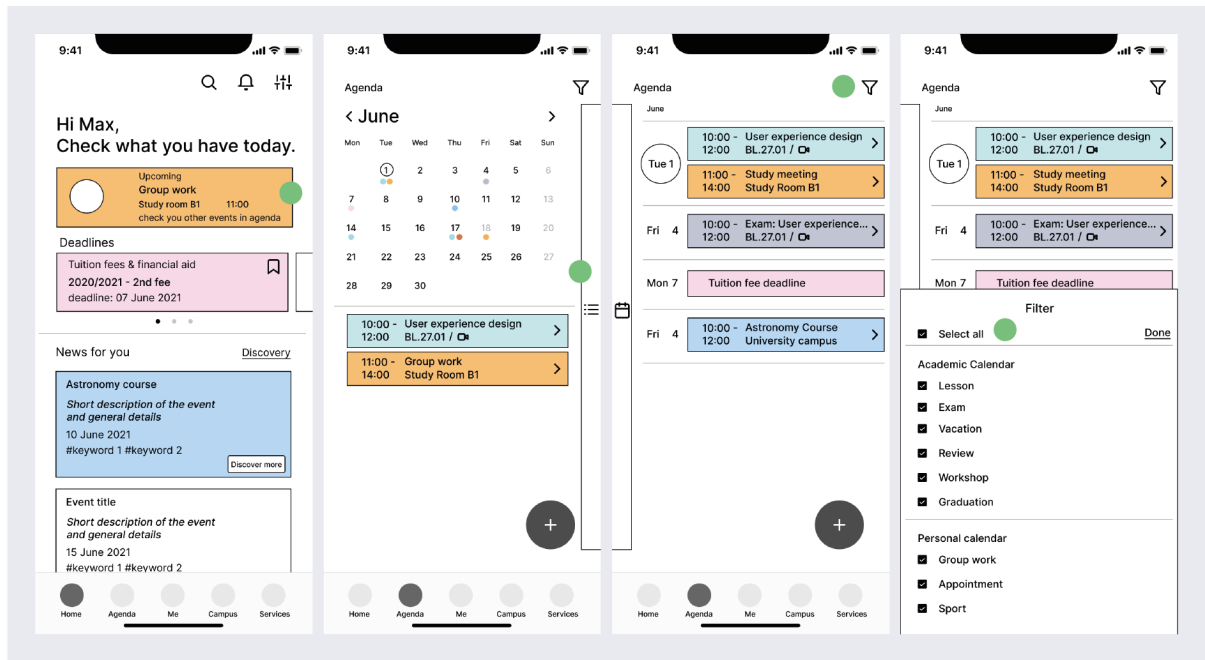 9:41
Hi Max,
Check what you have today.
Upcoming
Group work
Study room B1 11:00
check you other events in agenda
Deadlines
Tuition fees & financial aid
2020/2021 - 2nd fee
deadline: 07 June 2021
News for you Discovery
Astronomy course
Short description of the event
and general details
10 June 2021
#keyword 1 #keyword 2
Discover more
Event title
Short description of the event
and general details
15 June 2021
#keyword 1 #keyword 2
Home Agenda Me Campus Services
9:41
Agenda
< June >
Mon Tue Wed Thu Fri Sat Sun
1 2 3 4 5 6
7 8 9 10 11 12 13
14 15 16 17 18 19 20
21 22 23 24 25 26 27
28 29 30
10:00 - User experience design
12:00 BL.27.01 /
11:00 - Group work
14:00 Study Room B1
+
Home Agenda Me Campus Services
9:41
Agenda
June
Tue 1
10:00 - User experience design
12:00 BL.27.01 /
11:00 - Study meeting
14:00 Study Room B1
Fri 4
10:00 - Exam: User experience...
12:00 BL.27.01 /
Mon 7 Tuition fee deadline
Fri 4
10:00 - Astronomy Course
12:00 University campus
+
Home Agenda Me Campus Services
9:41
Agenda
June
Tue 1
10:00 - User experience design
12:00 BL.27.01 /
11:00 - Study meeting
14:00 Study Room B1
Fri 4
10:00 - Exam: User experience...
12:00 BL.27.01 /
Mon 7 Tuition fee deadline
Filter
Select all Done
Academic Calendar
Lesson
Exam
Vacation
Review
Workshop
Graduation
Personal calendar
Group work
Appointment
Sport